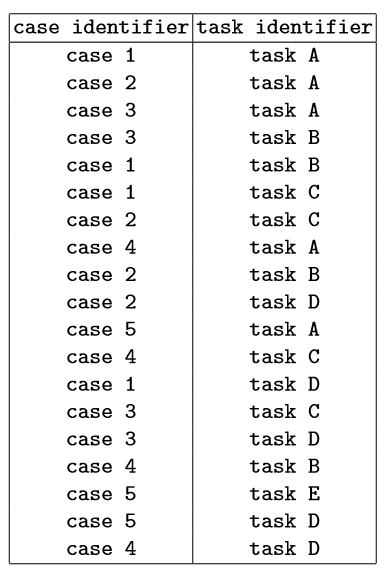 case identifier task identifier
case 1 task A
case 2 task A
case 3 task A
case 3 task B
case 1 task B
case 1 task C
case 2 task C
case 4 task A
case 2 task B
case 2 task D
case 5 task A
case 4 task C
case 1 task D
case 3 task C
case 3 task D
case 4 task B
case 5 task E
case 5 task D
case 4 task D